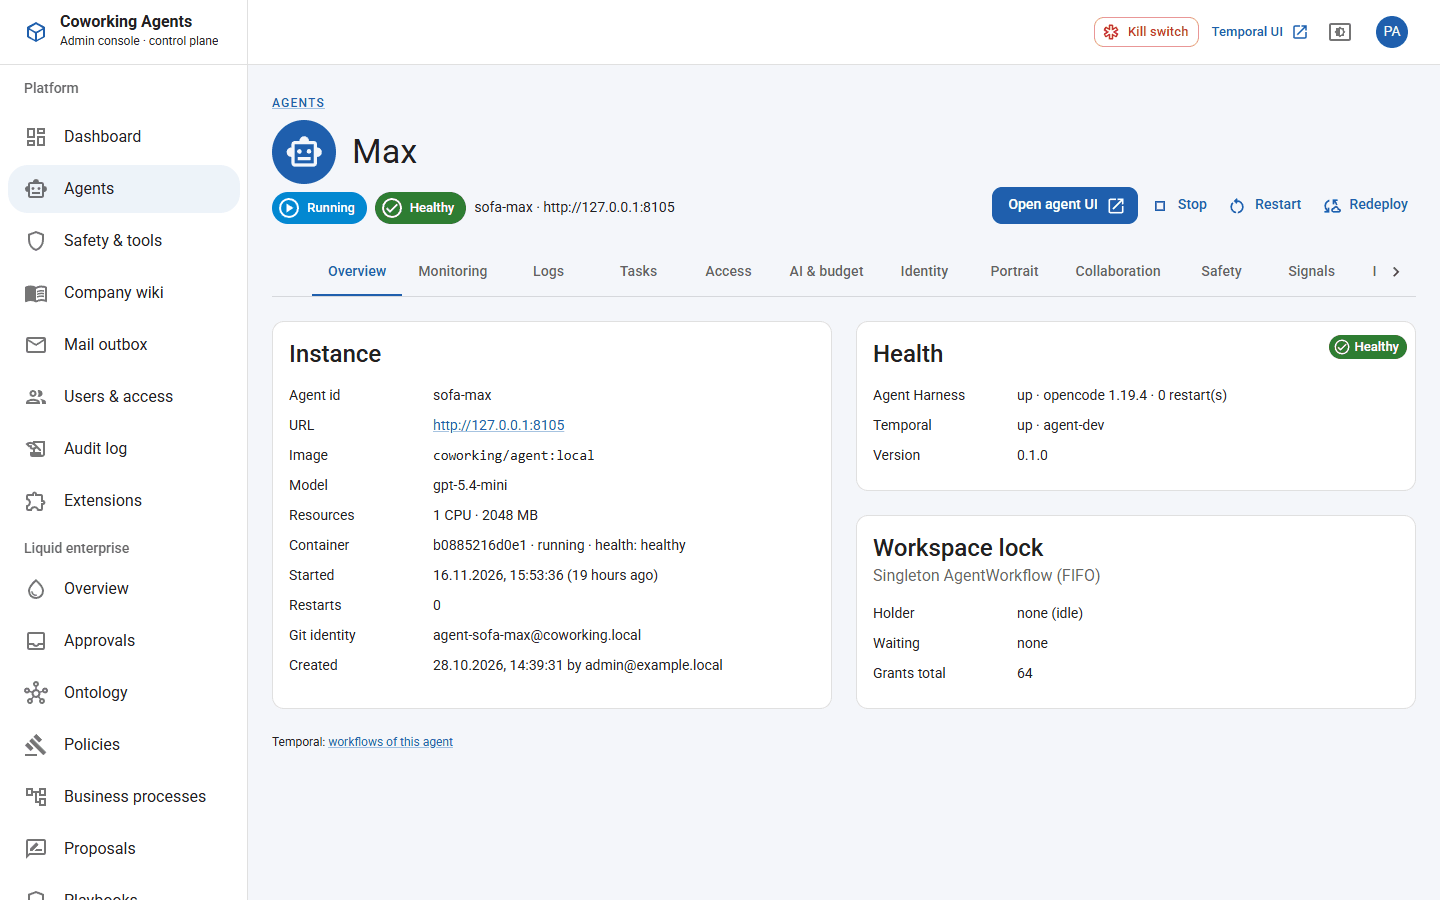 Coworking Agents
Admin console · control plane
Kill switch
Temporal UI
PA
Platform
Dashboard
Agents
Safety & tools
Company wiki
Mail outbox
Users & access
Audit log
Extensions
Liquid enterprise
Overview
Approvals
Ontology
Policies
Business processes
Proposals
Playbooks
AGENTS
Max
Running
Healthy
sofa-max · http://127.0.0.1:8105
Open agent UI
Stop
Restart
Redeploy
Overview
Monitoring
Logs
Tasks
Access
AI & budget
Identity
Portrait
Collaboration
Safety
Signals
Instance
Agent id sofa-max
URL http://127.0.0.1:8105
Image coworking/agent:local
Model gpt-5.4-mini
Resources 1 CPU · 2048 MB
Container b0885216d0e1 · running · health: healthy
Started 16.11.2026, 15:53:36 (19 hours ago)
Restarts 0
Git identity agent-sofa-max@coworking.local
Created 28.10.2026, 14:39:31 by admin@example.local
Health
Healthy
Agent Harness up · opencode 1.19.4 · 0 restart(s)
Temporal up · agent-dev
Version 0.1.0
Workspace lock
Singleton AgentWorkflow (FIFO)
Holder none (idle)
Waiting none
Grants total 64
Temporal: workflows of this agent